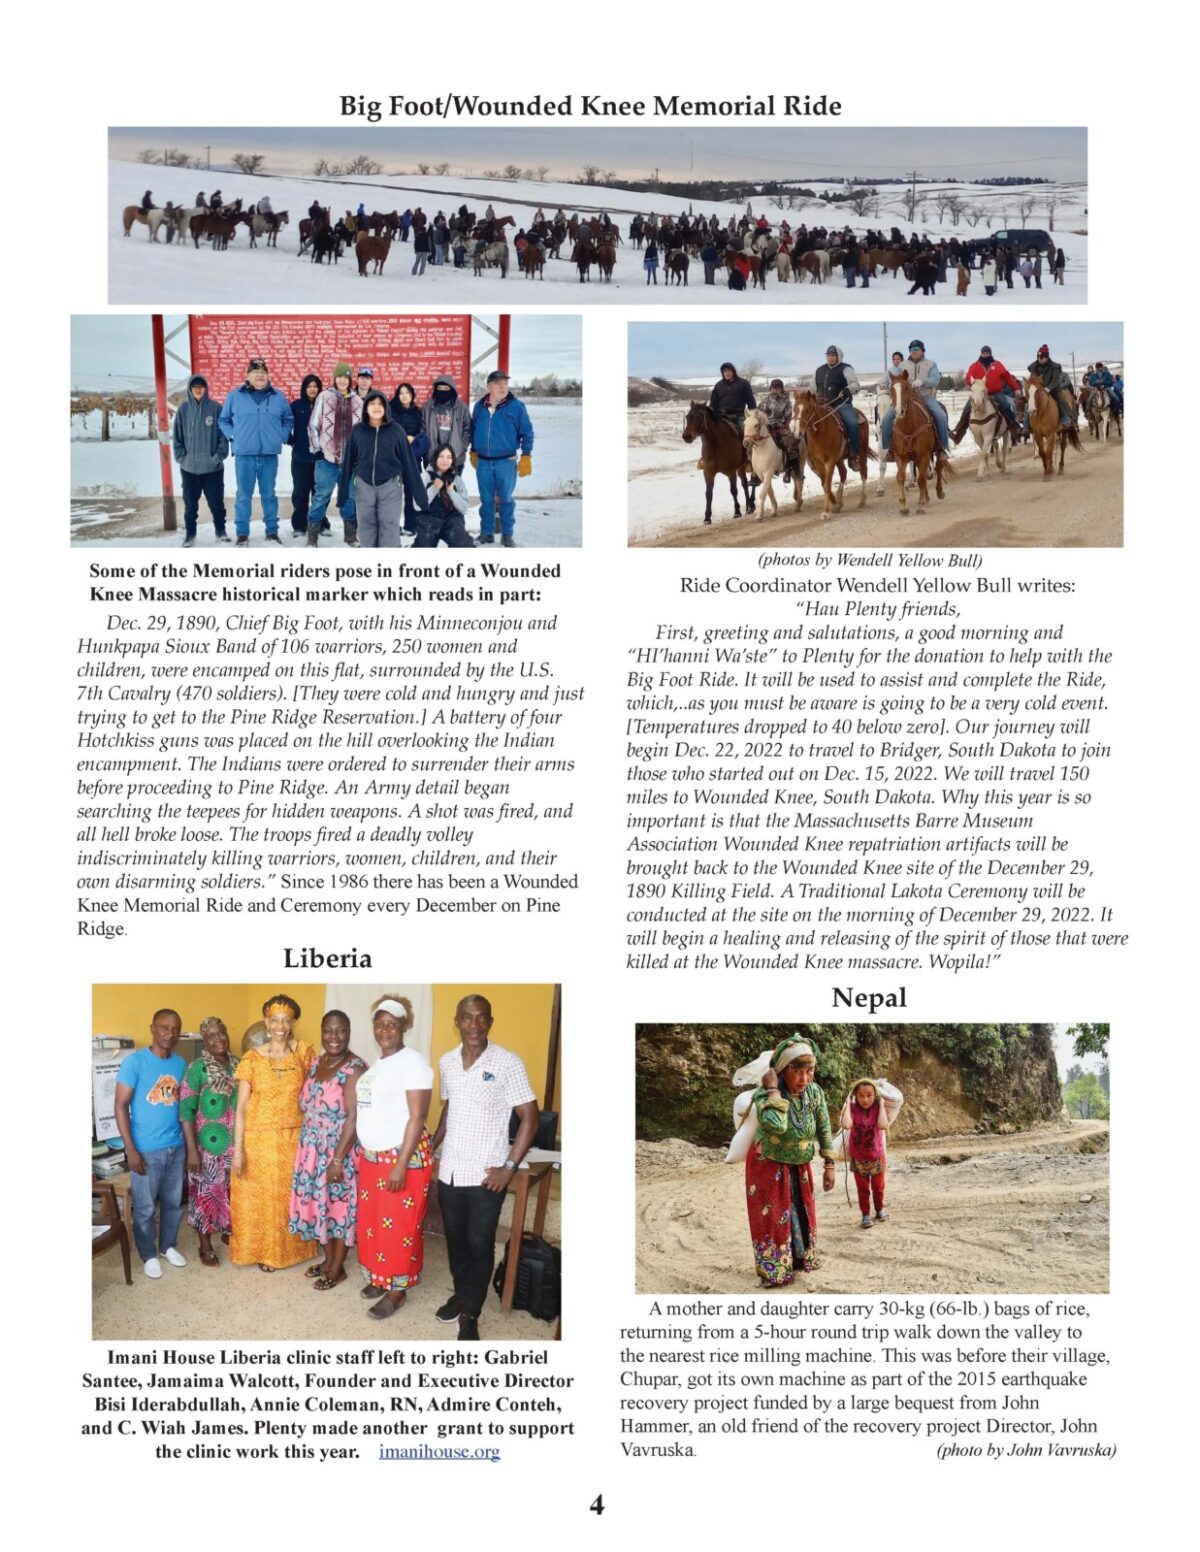 Big Foot/Wounded Knee Memorial Ride
Some of the Memorial riders pose in front of a Wounded
Knee Massacre historical marker which reads in part:
Dec. 29, 1890, Chief Big Foot, with his Minneconjou and
Hunkpapa Sioux Band of 106 warriors, 250 women and
children, were encamped on this flat, surrounded by the U.S.
7th Cavalry (470 soldiers). [They were cold and hungry and just
trying to get to the Pine Ridge Reservation.] A battery of four
Hotchkiss guns was placed on the hill overlooking the Indian
encampment. The Indians were ordered to surrender their arms
before proceeding to Pine Ridge. An Army detail began
searching the teepees for hidden weapons. A shot was fired, and
all hell broke loose. The troops fired a deadly volley
indiscriminately killing warriors, women, children, and their
own disarming soldiers.” Since 1986 there has been a Wounded
Knee Memorial Ride and Ceremony every December on Pine
Ridge.
(photos by Wendell Yellow Bull)
Ride Coordinator Wendell Yellow Bull writes:
“Hau Plenty friends,
First, greeting and salutations, a good morning and
“HI’hanni Wa’ste” to Plenty for the donation to help with the
Big Foot Ride. It will be used to assist and complete the Ride,
which,..as you must be aware is going to be a very cold event.
[Temperatures dropped to 40 below zero]. Our journey will
begin Dec. 22, 2022 to travel to Bridger, South Dakota to join
those who started out on Dec. 15, 2022. We will travel 150
miles to Wounded Knee, South Dakota. Why this year is so
important is that the Massachusetts Barre Museum
Association Wounded Knee repatriation artifacts will be
brought back to the Wounded Knee site of the December 29,
1890 Killing Field. A Traditional Lakota Ceremony will be
conducted at the site on the morning of December 29, 2022. It
will begin a healing and releasing of the spirit of those that were
killed at the Wounded Knee massacre. Wopila!”
Liberia
Imani House Liberia clinic staff left to right: Gabriel
Santee, Jamaima Walcott, Founder and Executive Director
Bisi Iderabdullah, Annie Coleman, RN, Admire Conteh,
and C. Wiah James. Plenty made another grant to support
the clinic work this year. imanihouse.org
Nepal
A mother and daughter carry 30-kg (66-lb.) bags of rice,
returning from a 5-hour round trip walk down the valley to
the nearest rice milling machine. This was before their village,
Chupar, got its own machine as part of the 2015 earthquake
recovery project funded by a large bequest from John
Hammer, an old friend of the recovery project Director, John
Vavruska. (photo by John Vavruska)
4